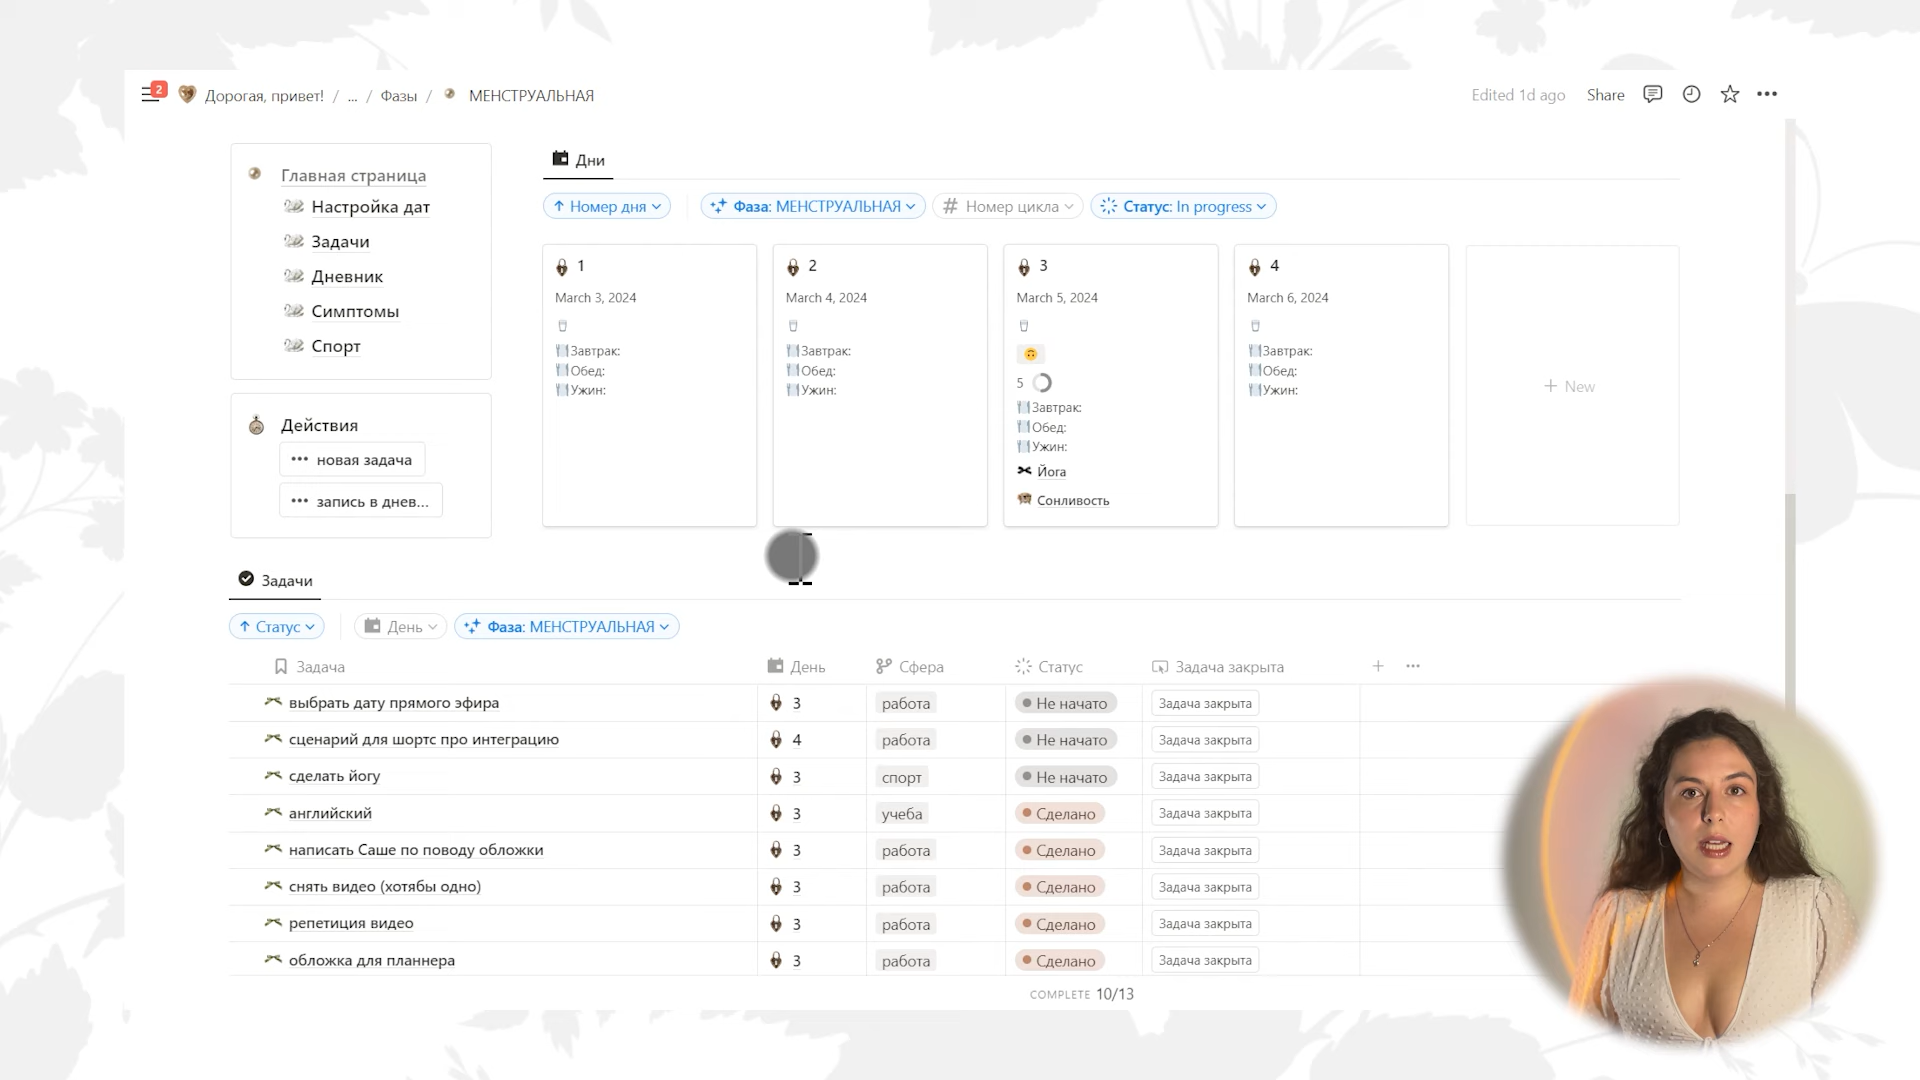 2
Дорогая, привет! / ... / Фазы / МЕНСТРУАЛЬНАЯ
Edited 1d ago Share
Главная страница
Настройка дат
Задачи
Дневник
Симптомы
Спорт
Действия
••• новая задача
••• запись в днев...
Дни
↑ Номер дня Фаза: МЕНСТРУАЛЬНАЯ # Номер цикла Статус: In progress
1
March 3, 2024
Завтрак:
Обед:
Ужин:
2
March 4, 2024
Завтрак:
Обед:
Ужин:
3
March 5, 2024
5
Завтрак:
Обед:
Ужин:
Йога
Сонливость
4
March 6, 2024
Завтрак:
Обед:
Ужин:
+ New
Задачи
↑ Статус День Фаза: МЕНСТРУАЛЬНАЯ
Задача День Сфера Статус Задача закрыта + •••
выбрать дату прямого эфира 3 работа Не начато Задача закрыта
сценарий для шортс про интеграцию 4 работа Не начато Задача закрыта
сделать йогу 3 спорт Не начато Задача закрыта
английский 3 учеба Сделано Задача закрыта
написать Саше по поводу обложки 3 работа Сделано Задача закрыта
снять видео (хотябы одно) 3 работа Сделано Задача закрыта
репетиция видео 3 работа Сделано Задача закрыта
обложка для планнера 3 работа Сделано Задача закрыта
COMPLETE 10/13